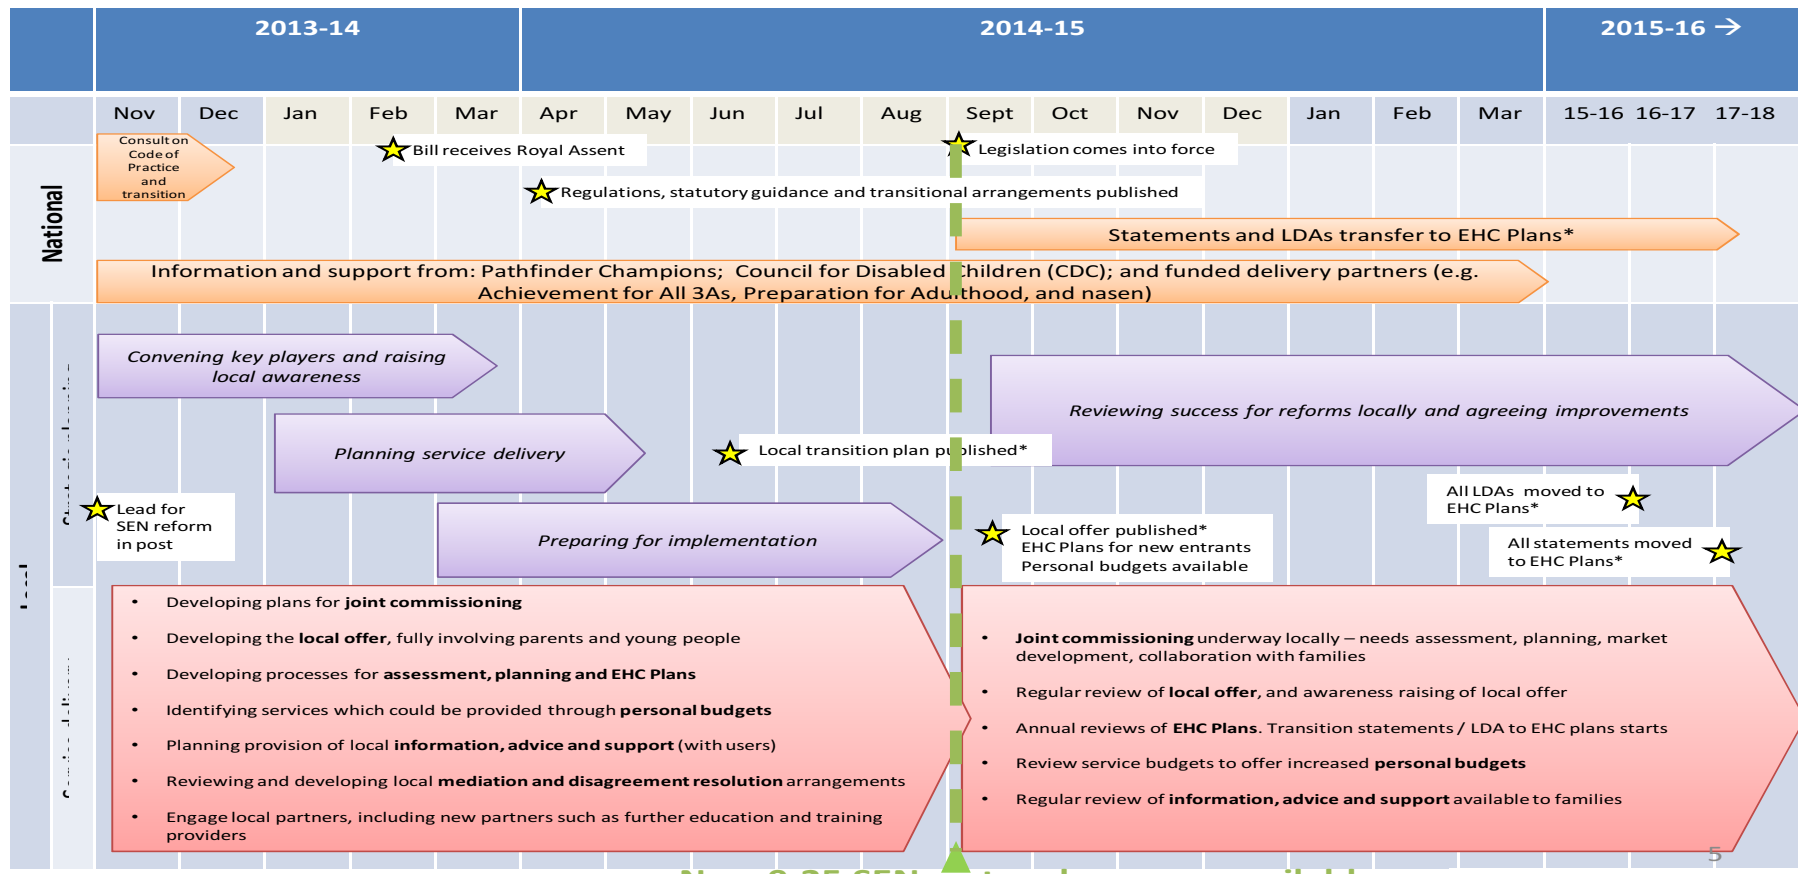 2013-14
2014-15
2015-16 →
Nov Dec Jan Feb Mar Apr May Jun Jul Aug Sept Oct Nov Dec Jan Feb Mar 15-16 16-17 17-18
National
Consult on
Code of
Practice
and
transition
Bill receives Royal Assent
Legislation comes into force
Regulations, statutory guidance and transitional arrangements published
Statements and LDAs transfer to EHC Plans*
Information and support from: Pathfinder Champions; Council for Disabled Children (CDC); and funded delivery partners (e.g.
Achievement for All 3As, Preparation for Adulthood, and nasen)
Convening key players and raising
local awareness
Reviewing success for reforms locally and agreeing improvements
Planning service delivery
Local transition plan published*
Lead for
SEN reform
in post
Preparing for implementation
Local offer published*
EHC Plans for new entrants
Personal budgets available
All LDAs moved to
EHC Plans*
All statements moved
to EHC Plans*
• Developing plans for joint commissioning
• Developing the local offer, fully involving parents and young people
• Developing processes for assessment, planning and EHC Plans
• Identifying services which could be provided through personal budgets
• Planning provision of local information, advice and support (with users)
• Reviewing and developing local mediation and disagreement resolution arrangements
• Engage local partners, including new partners such as further education and training
providers
• Joint commissioning underway locally – needs assessment, planning, market
development, collaboration with families
• Regular review of local offer, and awareness raising of local offer
• Annual reviews of EHC Plans. Transition statements / LDA to EHC plans starts
• Review service budgets to offer increased personal budgets
• Regular review of information, advice and support available to families
5